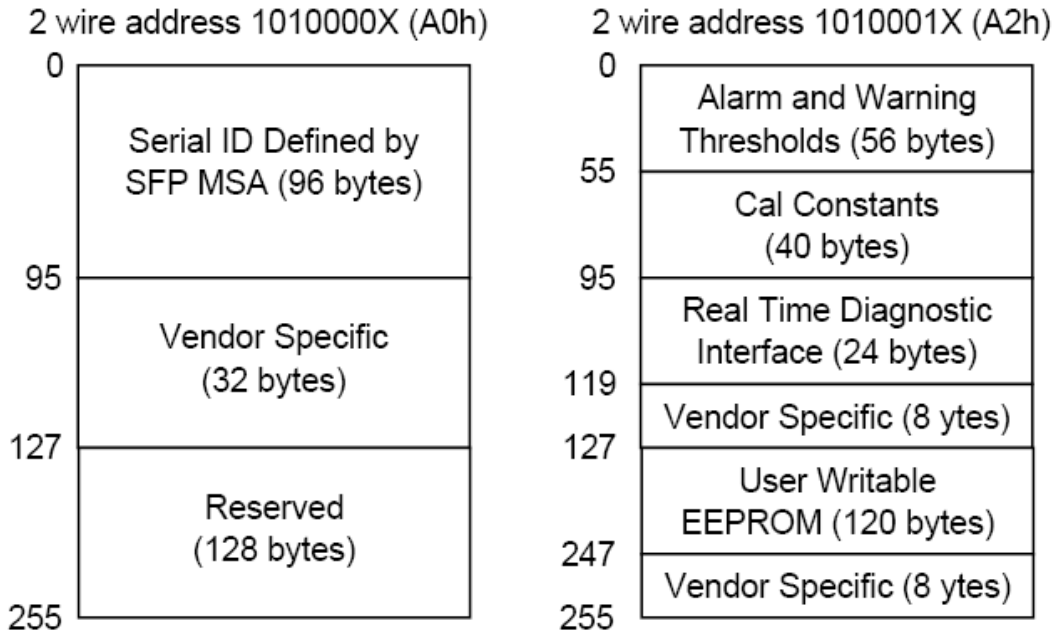 2 wire address 1010000X (A0h)
0
Serial ID Defined by
SFP MSA (96 bytes)
95
Vendor Specific
(32 bytes)
127
Reserved
(128 bytes)
255
2 wire address 1010001X (A2h)
0
Alarm and Warning
Thresholds (56 bytes)
55
Cal Constants
(40 bytes)
95
Real Time Diagnostic
Interface (24 bytes)
119
Vendor Specific (8 ytes)
127
User Writable
EEPROM (120 bytes)
247
Vendor Specific (8 ytes)
255